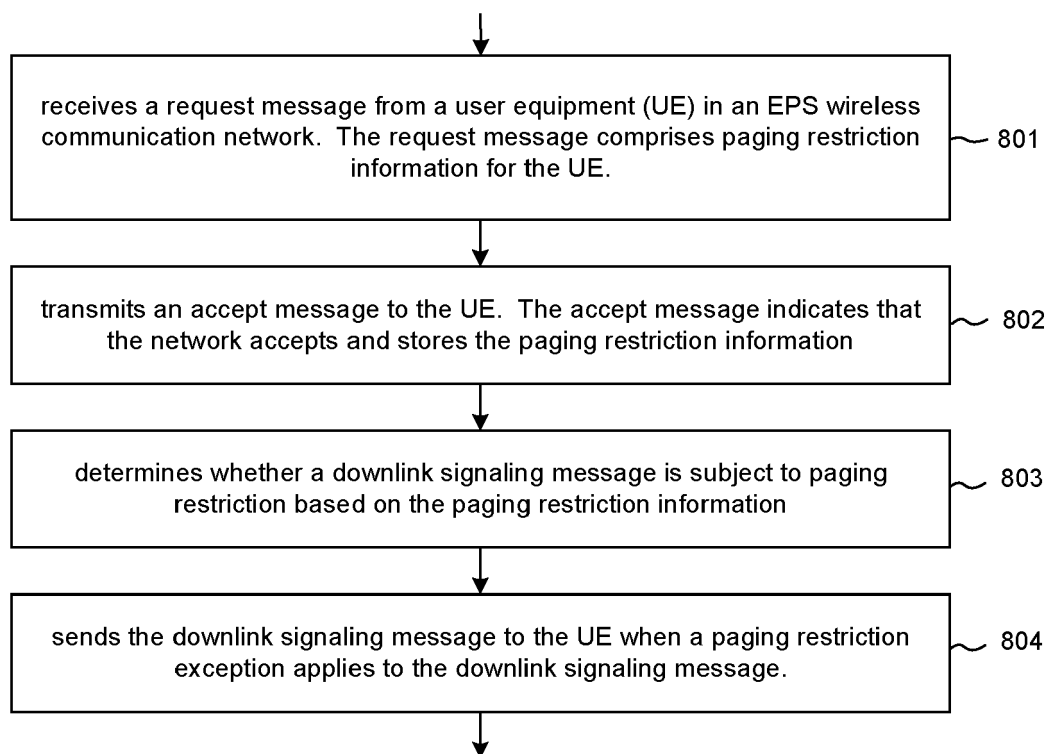 receives a request message from a user equipment (UE) in an EPS wireless
communication network. The request message comprises paging restriction
information for the UE.
801
transmits an accept message to the UE. The accept message indicates that
the network accepts and stores the paging restriction information
802
determines whether a downlink signaling message is subject to paging
restriction based on the paging restriction information
803
sends the downlink signaling message to the UE when a paging restriction
exception applies to the downlink signaling message.
804